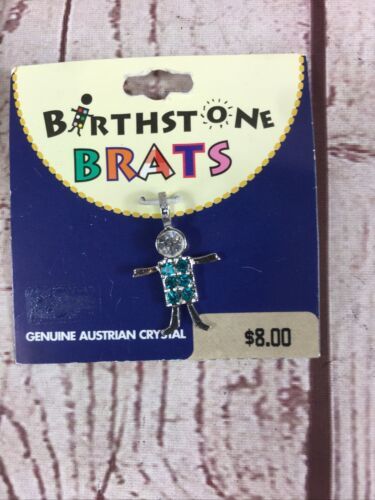 BIRTHSTONE
BRATS
GENUINE AUSTRIAN CRYSTAL
$8.00